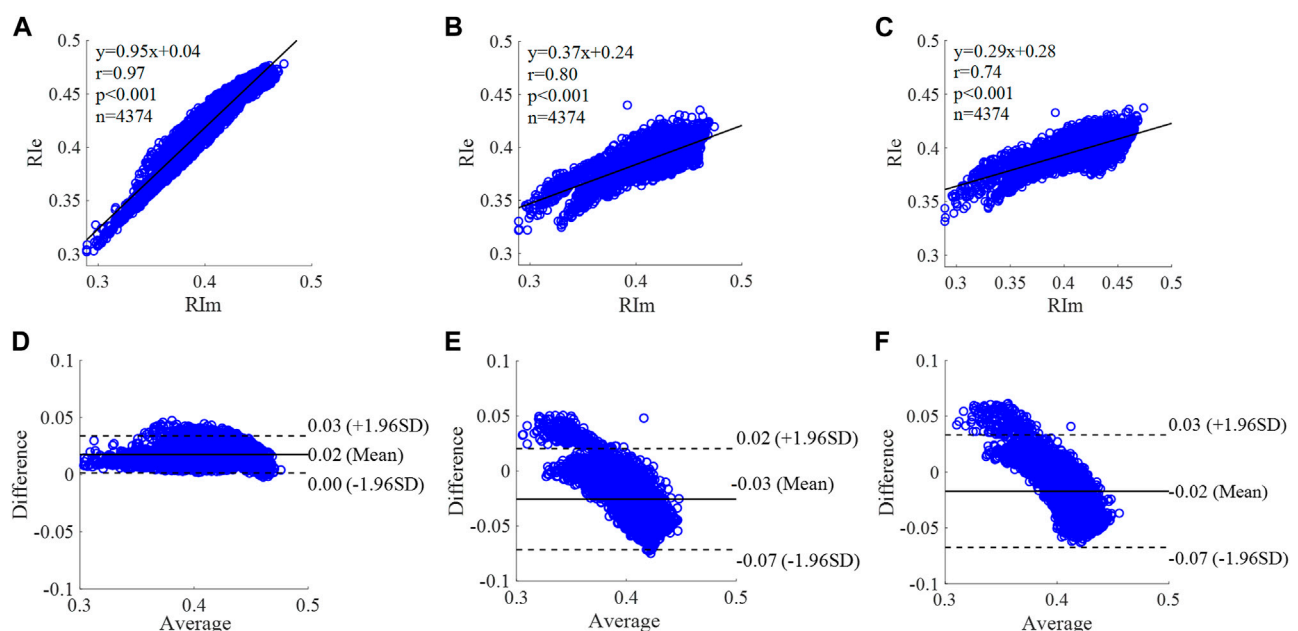 A
0.5
y=0.95x+0.04
r=0.97
p<0.001
n=4374
0.45
0.4
0.35
0.3
RIe
0.3
0.4
0.5
RIm
B
0.5
y=0.37x+0.24
r=0.80
p<0.001
n=4374
0.45
0.4
0.35
0.3
RIe
0.3
0.4
0.5
RIm
C
0.5
y=0.29x+0.28
r=0.74
p<0.001
n=4374
0.45
0.4
0.35
0.3
RIe
0.3
0.35
0.4
0.45
0.5
RIm
D
0.1
0.05
0
-0.05
-0.1
Difference
0.03 (+1.96SD)
0.02 (Mean)
0.00 (-1.96SD)
0.3
0.4
0.5
Average
E
0.1
0.05
0
-0.05
-0.1
Difference
0.02 (+1.96SD)
-0.03 (Mean)
-0.07 (-1.96SD)
0.3
0.4
0.5
Average
F
0.1
0.05
0
-0.05
-0.1
Difference
0.03 (+1.96SD)
-0.02 (Mean)
-0.07 (-1.96SD)
0.3
0.4
0.5
Average